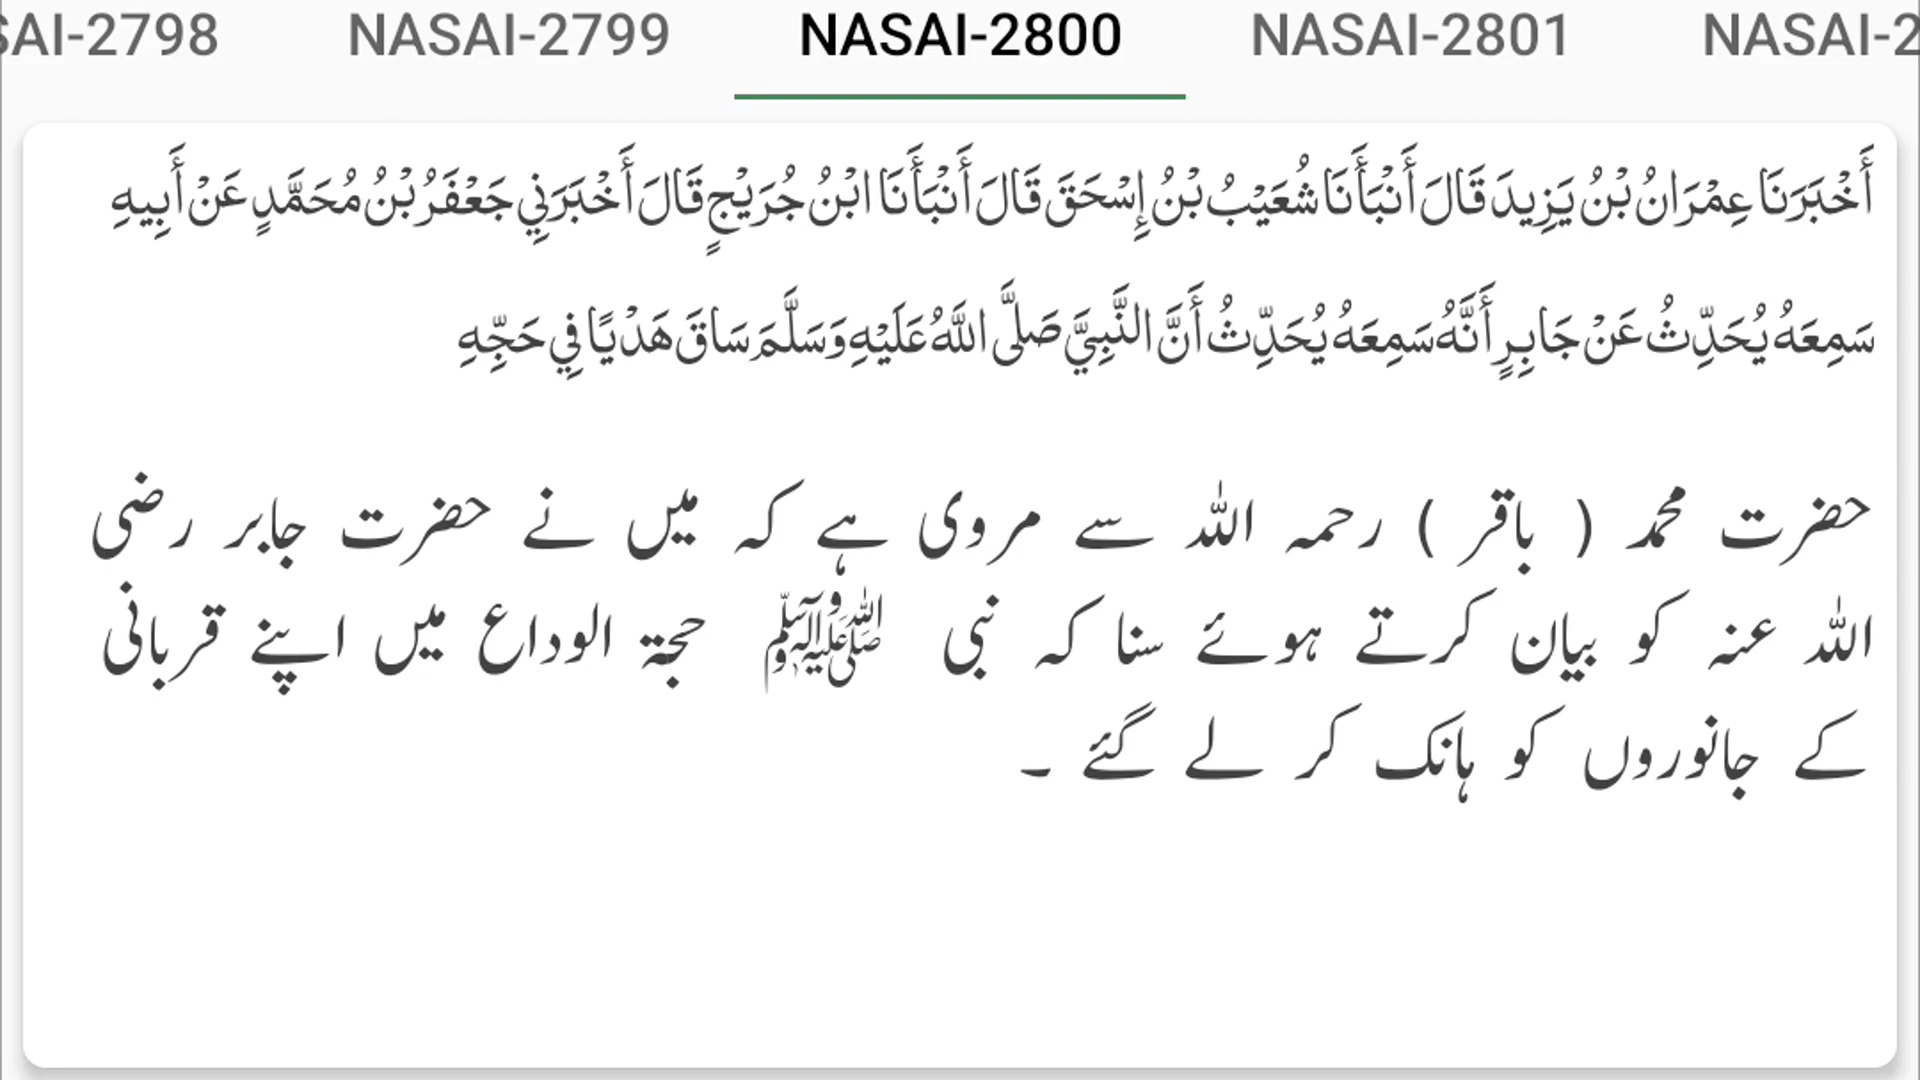 SAI-2798 NASAI-2799 NASAI-2800 NASAI-2801 NASAI-2
أَخْبَرَنَا عِمْرَانُ بْنُ يَزِيدَ قَالَ أَنْبَأَنَا شُعَيْبُ بْنُ إِسْحَقَ قَالَ أَنْبَأَنَا ابْنُ جُرَيْجٍ قَالَ أَخْبَرَنِي جَعْفَرُ بْنُ مُحَمَّدٍ عَنْ أَبِيهِ
سَمِعَهُ يُحَدِّثُ عَنْ جَابِرٍ أَنَّهُ سَمِعَهُ يُحَدِّثُ أَنَّ النَّبِيَّ صَلَّى اللَّهُ عَلَيْهِ وَسَلَّمَ سَاقَ هَدْيًا فِي حَجِّهِ
حضرت محمد ( باقر ) رحمہ اللہ سے مروی ہے کہ میں نے حضرت جابر رضی
اللہ عنہ کو بیان کرتے ہوئے سنا کہ نبی ﷺ حجۃ الوداع میں اپنے قربانی
کے جانوروں کو ہانک کر لے گئے ۔